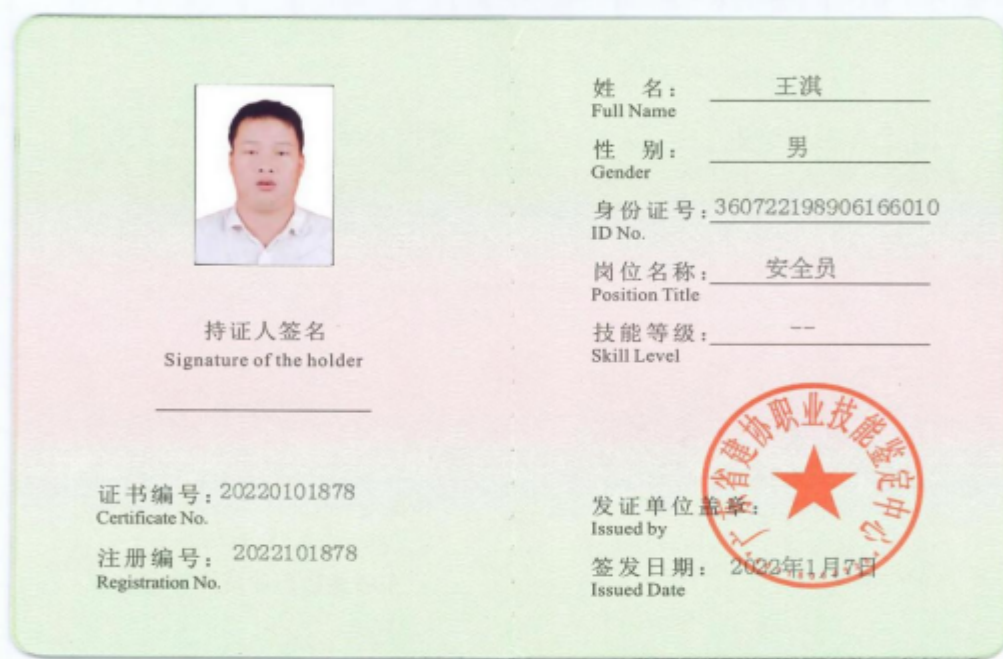 持证人签名
Signature of the holder
证书编号：20220101878
Certificate No.
注册编号： 2022101878
Registration No.
姓 名： 王淇
Full Name
性 别： 男
Gender
身份证号：360722198906166010
ID No.
岗位名称： 安全员
Position Title
技能等级： --
Skill Level
广东省建协职业技能鉴定中心
发证单位盖章：
Issued by
签发日期： 2022年1月7日
Issued Date